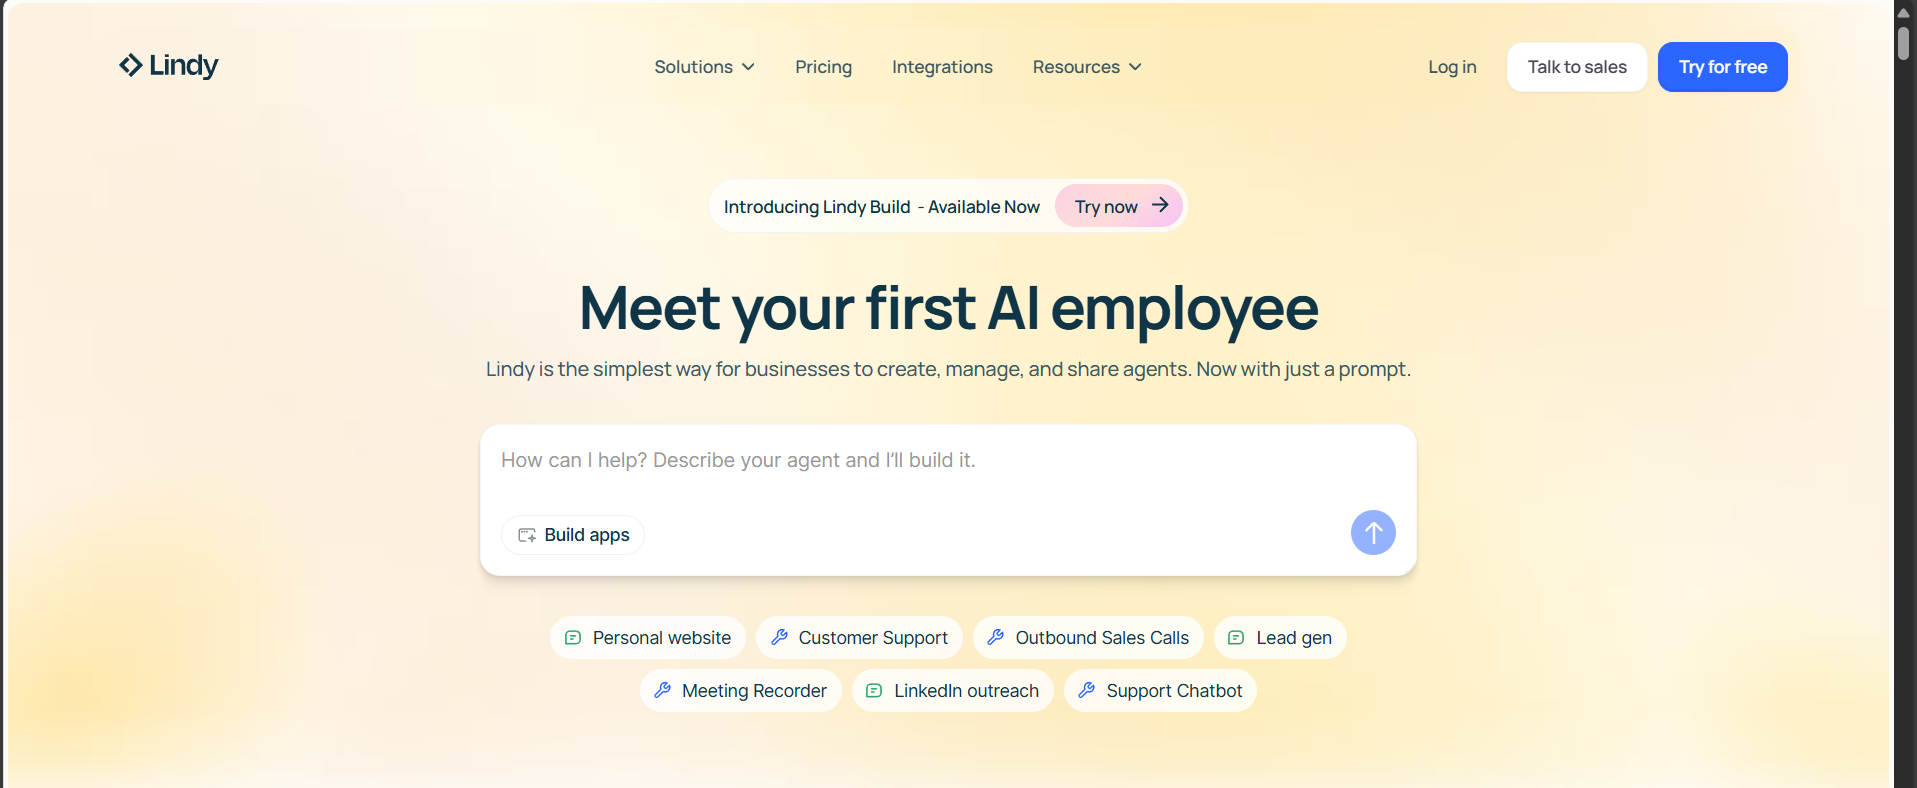 Lindy
Solutions Pricing Integrations Resources
Log in Talk to sales Try for free
Introducing Lindy Build - Available Now Try now
Meet your first AI employee
Lindy is the simplest way for businesses to create, manage, and share agents. Now with just a prompt.
How can I help? Describe your agent and I’ll build it.
Build apps
Personal website Customer Support Outbound Sales Calls Lead gen
Meeting Recorder LinkedIn outreach Support Chatbot